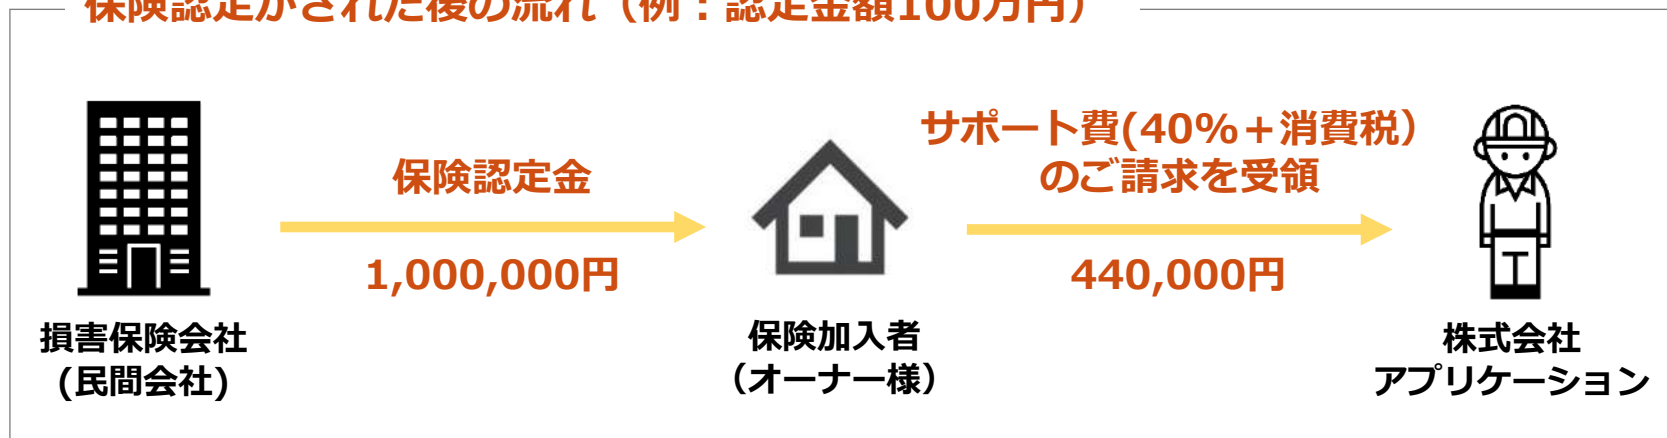 保険認定がされた後の流れ（例：認定金額100万円）
サポート費(40%＋消費税）
のご請求を受領
保険認定金
1,000,000円
440,000円
損害保険会社
(民間会社)
保険加入者
（オーナー様）
株式会社
アプリケーション